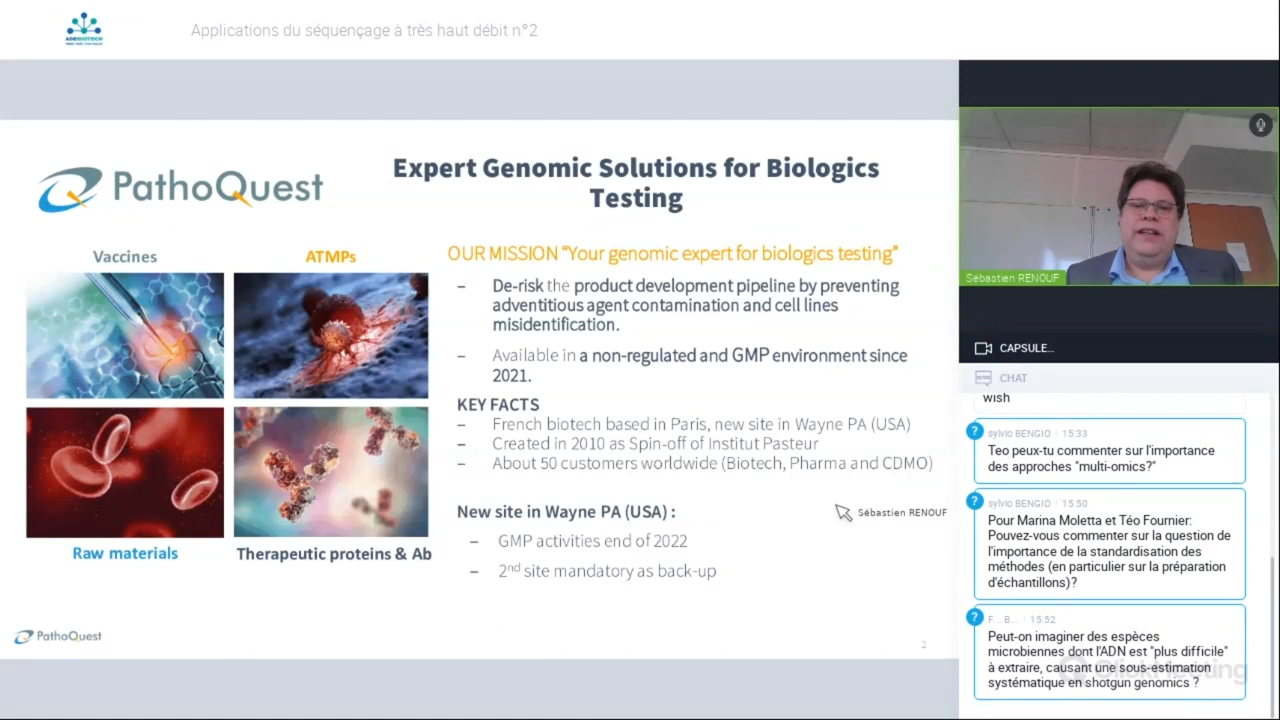 ADEBIOTECH
Applications du séquençage à très haut débit n°2
PathoQuest
Expert Genomic Solutions for Biologics
Testing
Vaccines
ATMPs
Raw materials
Therapeutic proteins & Ab
OUR MISSION “Your genomic expert for biologics testing”
– De-risk the product development pipeline by preventing
adventitious agent contamination and cell lines
misidentification.
– Available in a non-regulated and GMP environment since
2021.
KEY FACTS
– French biotech based in Paris, new site in Wayne PA (USA)
– Created in 2010 as Spin-off of Institut Pasteur
– About 50 customers worldwide (Biotech, Pharma and CDMO)
New site in Wayne PA (USA) :
– GMP activities end of 2022
– 2nd site mandatory as back-up
Sébastien RENOUF
PathoQuest
2
Sébastien RENOUF
CAPSULE...
CHAT
wish
? sylvio BENGIO 15:33
Teo peux-tu commenter sur l'importance
des approches "multi-omics?"
? sylvio BENGIO 15:50
Pour Marina Moletta et Téo Fournier:
Pouvez-vous commenter sur la question de
l'importance de la standardisation des
méthodes (en particulier sur la préparation
d'échantillons)?
? F... B... 15:52
Peut-on imaginer des espèces
microbiennes dont l'ADN est "plus difficile"
à extraire, causant une sous-estimation
systématique en shotgun genomics ?
ClickMeeting